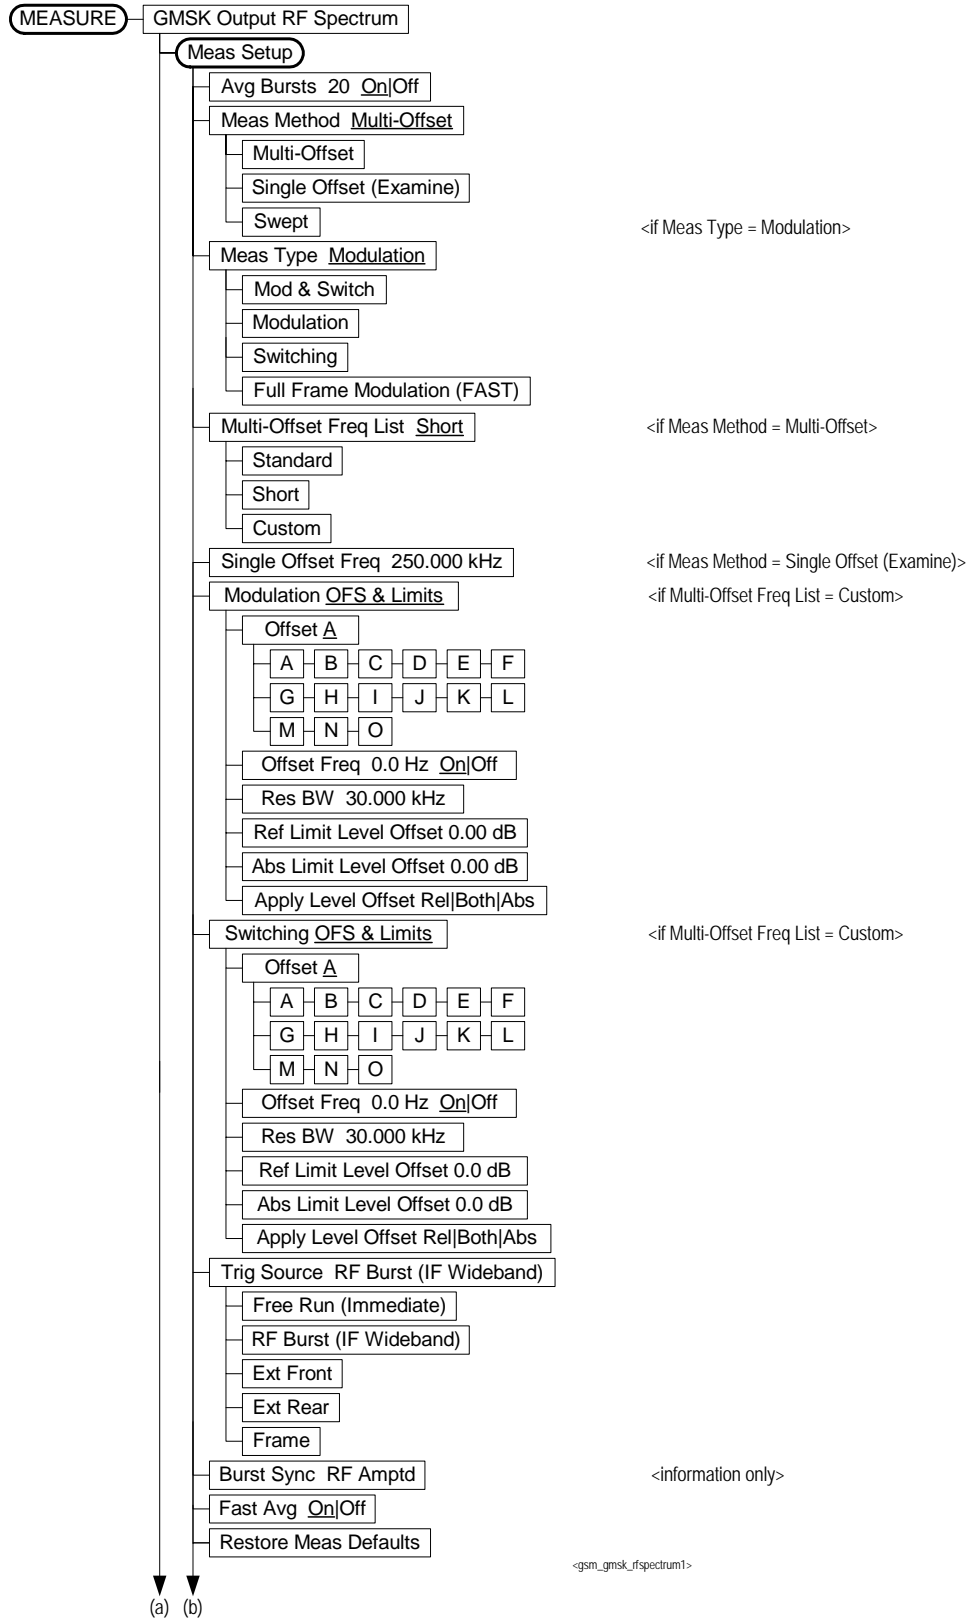 MEASURE GMSK Output RF Spectrum
Meas Setup
Avg Bursts 20 On|Off
Meas Method Multi-Offset
Multi-Offset
Single Offset (Examine)
Swept <if Meas Type = Modulation>
Meas Type Modulation
Mod & Switch
Modulation
Switching
Full Frame Modulation (FAST)
Multi-Offset Freq List Short <if Meas Method = Multi-Offset>
Standard
Short
Custom
Single Offset Freq 250.000 kHz <if Meas Method = Single Offset (Examine)>
Modulation OFS & Limits <if Multi-Offset Freq List = Custom>
Offset A
A B C D E F
G H I J K L
M N O
Offset Freq 0.0 Hz On|Off
Res BW 30.000 kHz
Ref Limit Level Offset 0.00 dB
Abs Limit Level Offset 0.00 dB
Apply Level Offset Rel|Both|Abs
Switching OFS & Limits <if Multi-Offset Freq List = Custom>
Offset A
A B C D E F
G H I J K L
M N O
Offset Freq 0.0 Hz On|Off
Res BW 30.000 kHz
Ref Limit Level Offset 0.0 dB
Abs Limit Level Offset 0.0 dB
Apply Level Offset Rel|Both|Abs
Trig Source RF Burst (IF Wideband)
Free Run (Immediate)
RF Burst (IF Wideband)
Ext Front
Ext Rear
Frame
Burst Sync RF Amptd <information only>
Fast Avg On|Off
Restore Meas Defaults
<gsm_gmsk_rfspectrum1>
(a) (b)